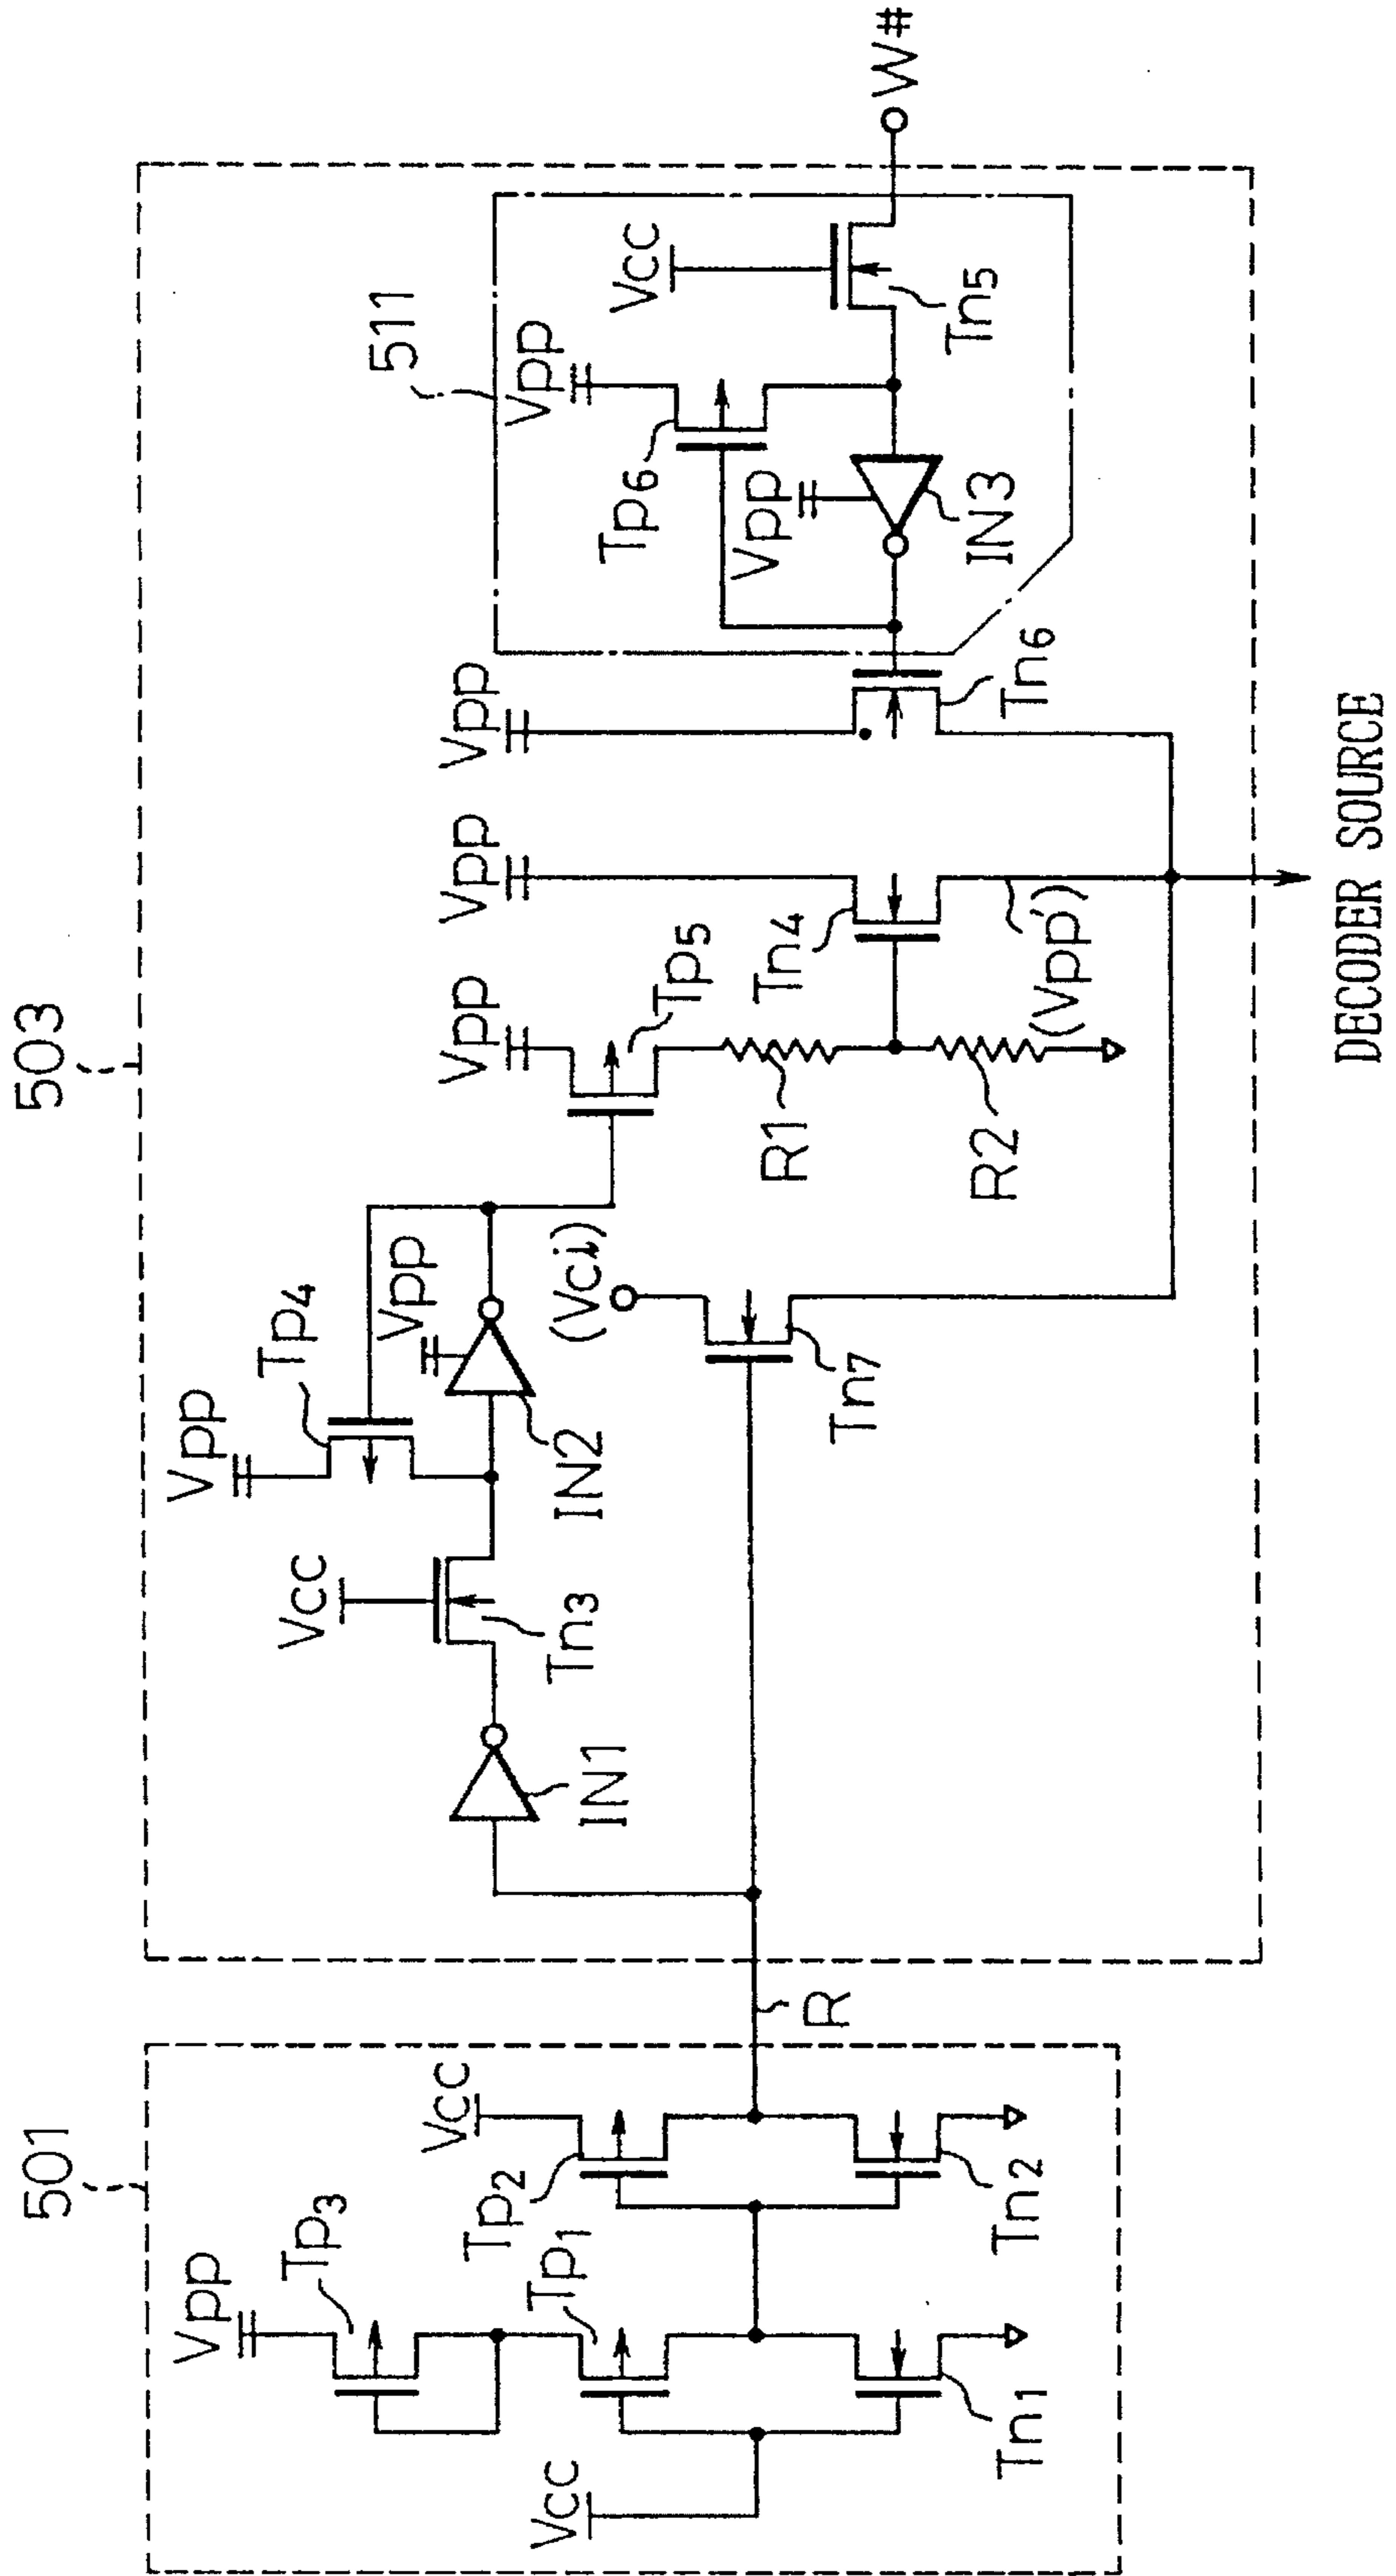 501
503
511
Vpp
Tp3
Vcc
Tp2
Tp1
Vcc
Tn1
Tn2
R
Vpp
Tp4
Vcc
Vpp
Tn3
IN1
IN2
(Vci)
Tn7
Vpp
Tp5
R1
R2
Vpp
Tn4
(Vpp')
Vpp
Tn6
Vpp
Tp6
Vpp
IN3
Vcc
Tn5
W#
DECODER SOURCE